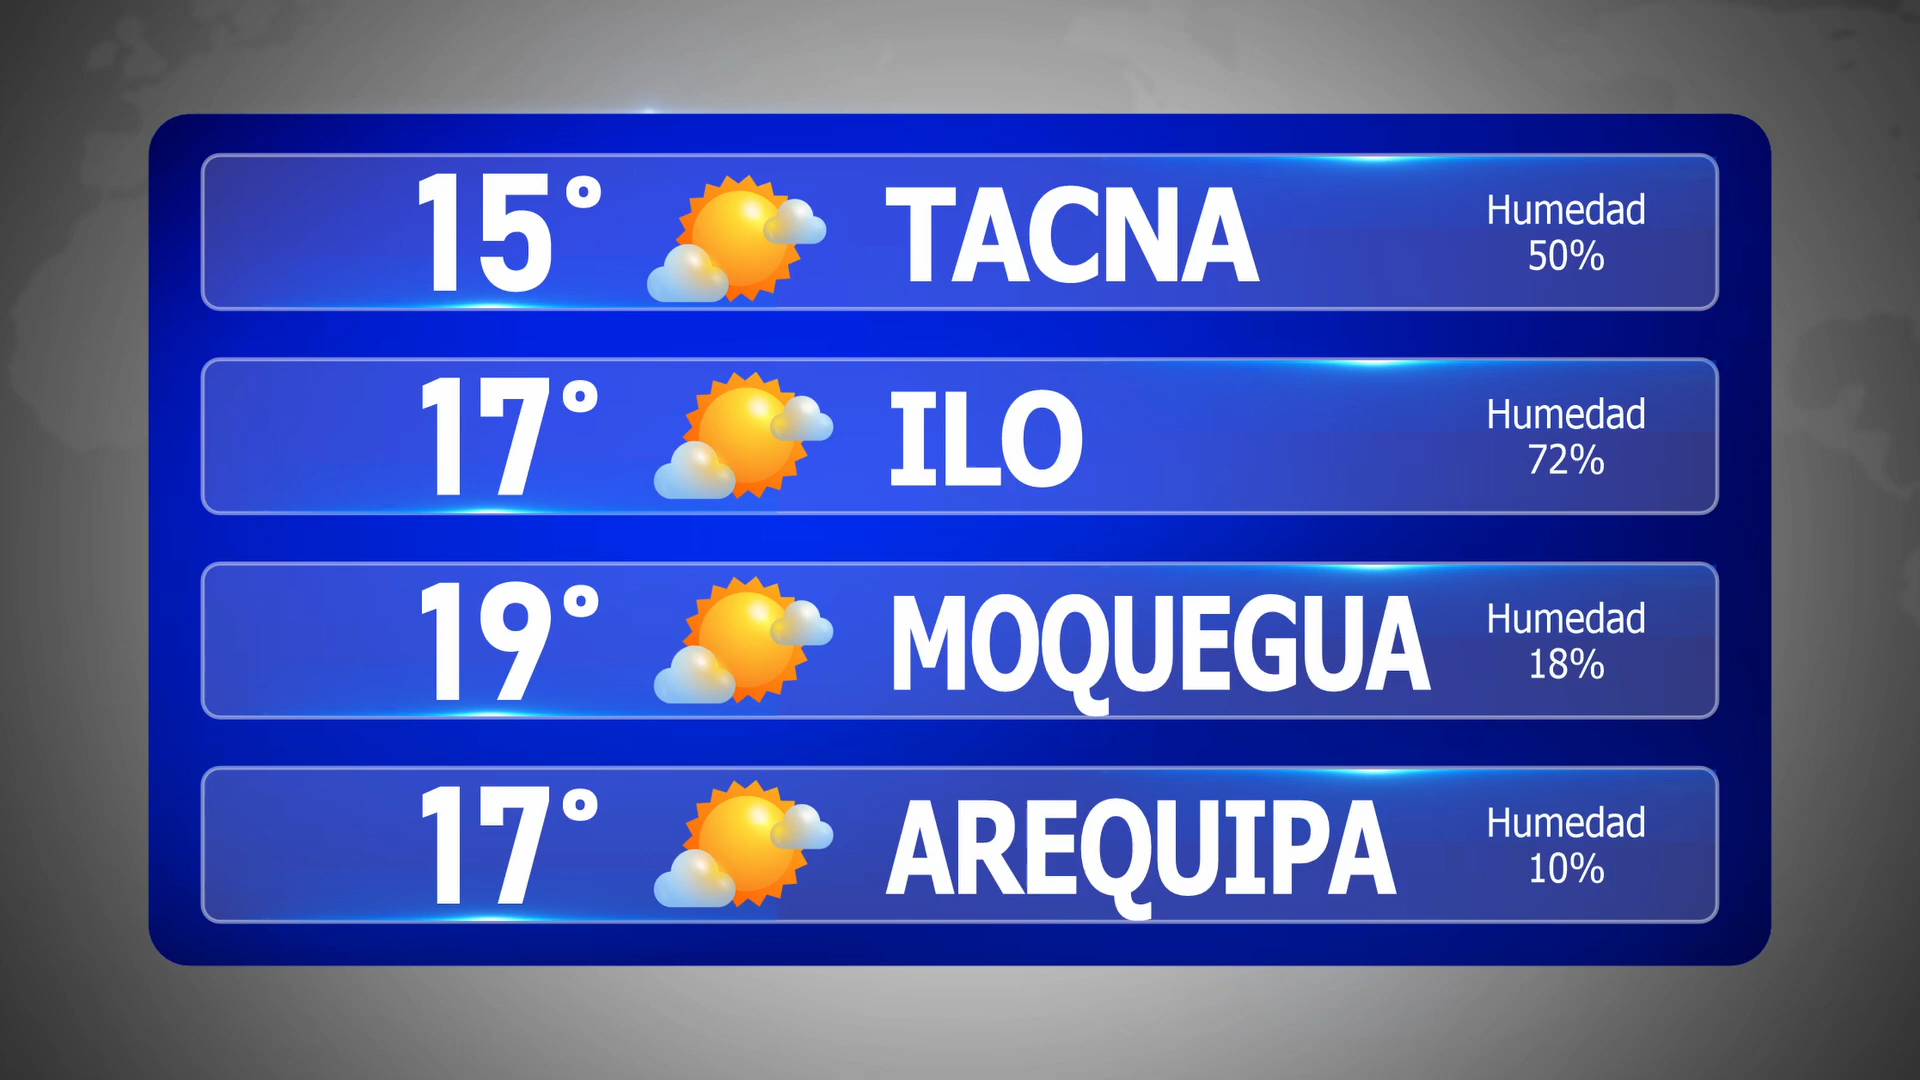 15° TACNA Humedad
50%
17° ILO Humedad
72%
19° MOQUEGUA Humedad
18%
17° AREQUIPA Humedad
10%